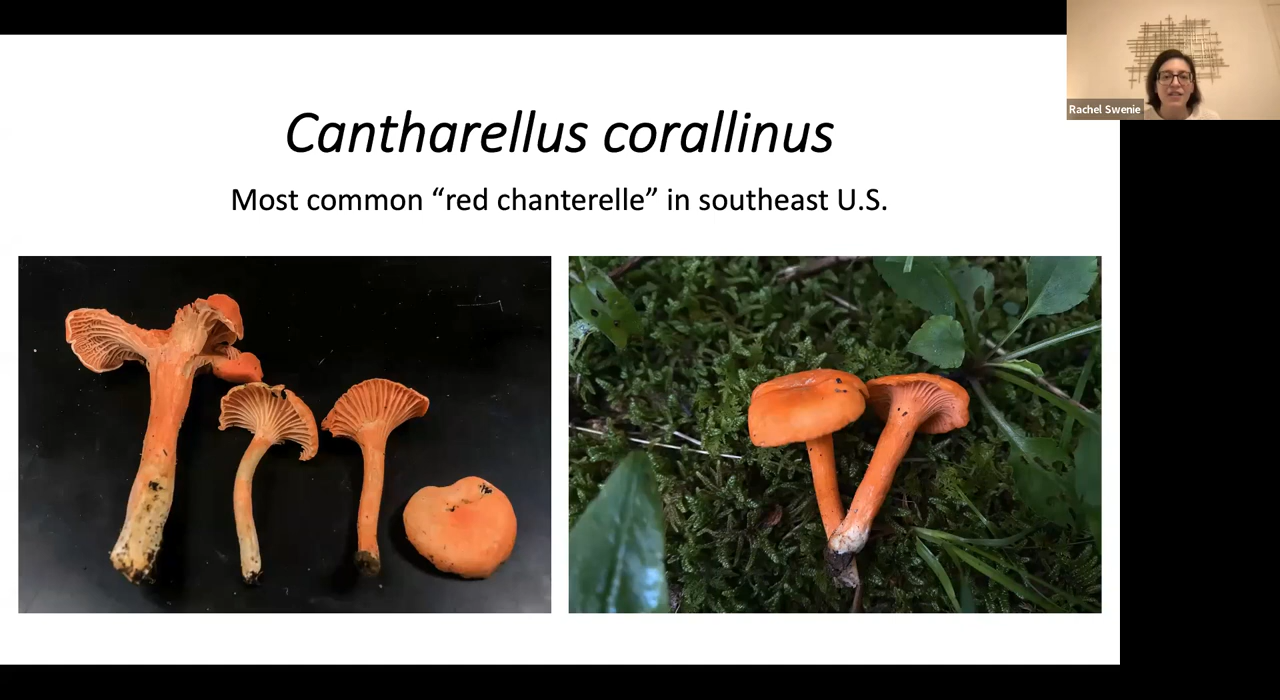 Cantharellus corallinus
Most common “red chanterelle” in southeast U.S.
Rachel Swenie